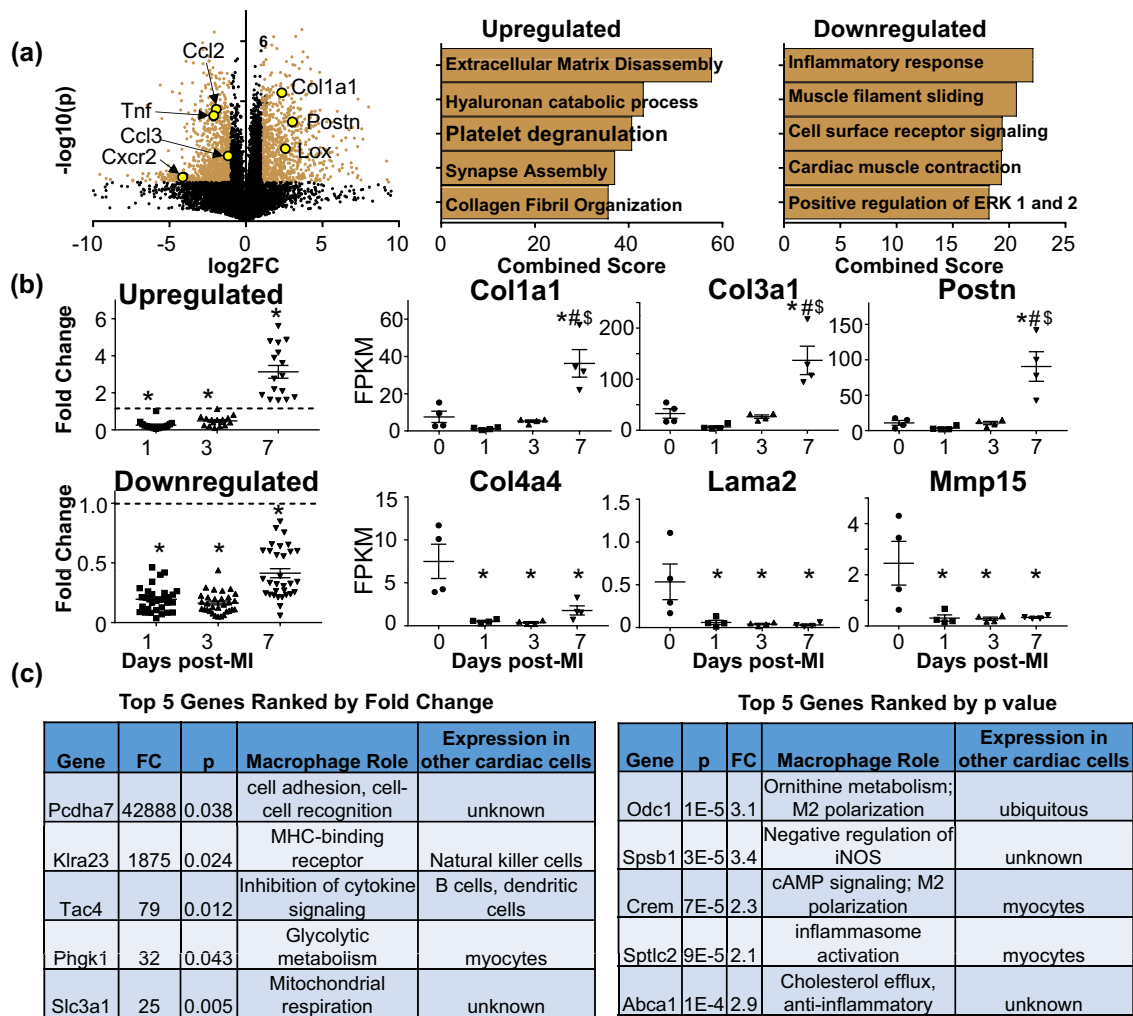 (a)
6
-log10(p)
Ccl2
Tnf
Ccl3
Cxcr2
Col1a1
Postn
Lox
-10 -5 0 5 10
log2FC
Upregulated
Extracellular Matrix Disassembly
Hyaluronan catabolic process
Platelet degranulation
Synapse Assembly
Collagen Fibril Organization
0 20 40 60
Combined Score
Downregulated
Inflammatory response
Muscle filament sliding
Cell surface receptor signaling
Cardiac muscle contraction
Positive regulation of ERK 1 and 2
0 5 10 15 20 25
Combined Score
(b)
Upregulated
Fold Change
6
4
2
0
* * *
1 3 7
Col1a1
FPKM
60
40
20
0
*#$
0 1 3 7
Col3a1
250
125
0
*#$
0 1 3 7
Postn
150
100
50
0
*#$
0 1 3 7
Downregulated
Fold Change
1.0
0.5
0
* * *
1 3 7
Days post-MI
Col4a4
FPKM
15
10
5
0
* * *
0 1 3 7
Days post-MI
Lama2
1.5
1.0
0.5
0
* * *
0 1 3 7
Days post-MI
Mmp15
4
2
0
* * *
0 1 3 7
Days post-MI
(c)
Top 5 Genes Ranked by Fold Change
Gene FC p Macrophage Role Expression in
other cardiac cells
Pcdha7 42888 0.038 cell adhesion, cell-
cell recognition unknown
Klra23 1875 0.024 MHC-binding
receptor Natural killer cells
Tac4 79 0.012 Inhibition of cytokine
signaling B cells, dendritic
cells
Phgk1 32 0.043 Glycolytic
metabolism myocytes
Slc3a1 25 0.005 Mitochondrial
respiration unknown
Top 5 Genes Ranked by p value
Gene p FC Macrophage Role Expression in
other cardiac cells
Odc1 1E-5 3.1 Ornithine metabolism;
M2 polarization ubiquitous
Spsb1 3E-5 3.4 Negative regulation of
iNOS unknown
Crem 7E-5 2.3 cAMP signaling; M2
polarization myocytes
Sptlc2 9E-5 2.1 inflammasome
activation myocytes
Abca1 1E-4 2.9 Cholesterol efflux,
anti-inflammatory unknown